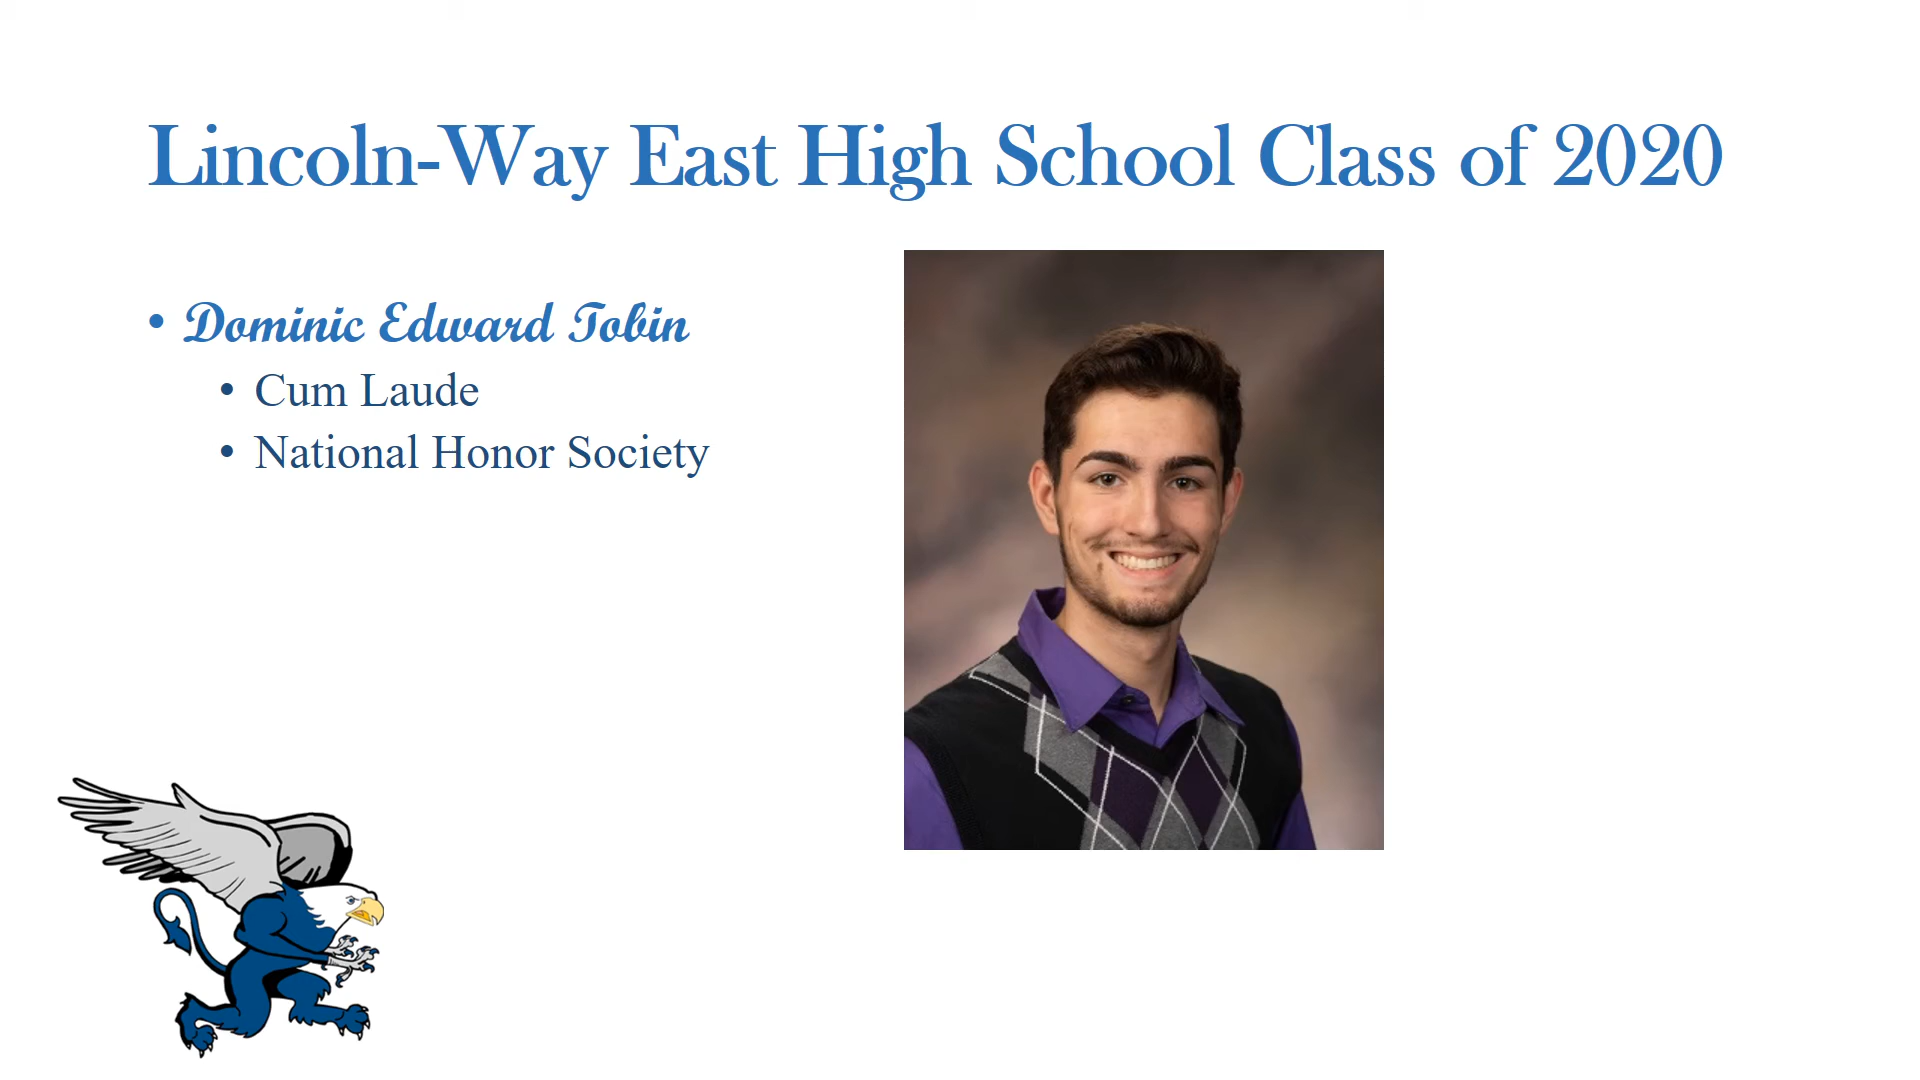 Lincoln-Way East High School Class of 2020
• Dominic Edward Tobin
• Cum Laude
• National Honor Society